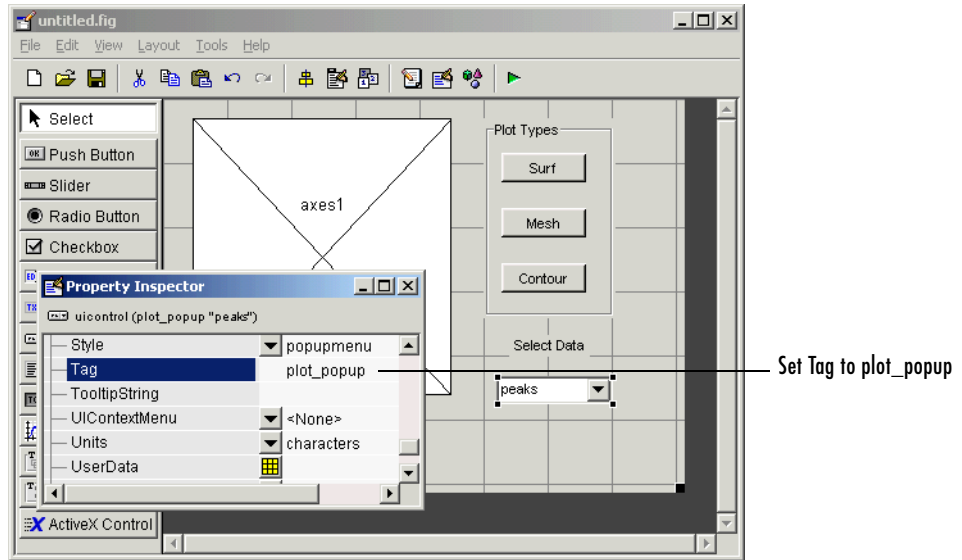 untitled.fig
File Edit View Layout Tools Help
Select
OK Push Button
Slider
Radio Button
Checkbox
ActiveX Control
axes1
Plot Types
Surf
Mesh
Contour
Select Data
peaks
Property Inspector
uicontrol (plot_popup "peaks")
Style popupmenu
Tag plot_popup
TooltipString
UIContextMenu <None>
Units characters
UserData
Set Tag to plot_popup